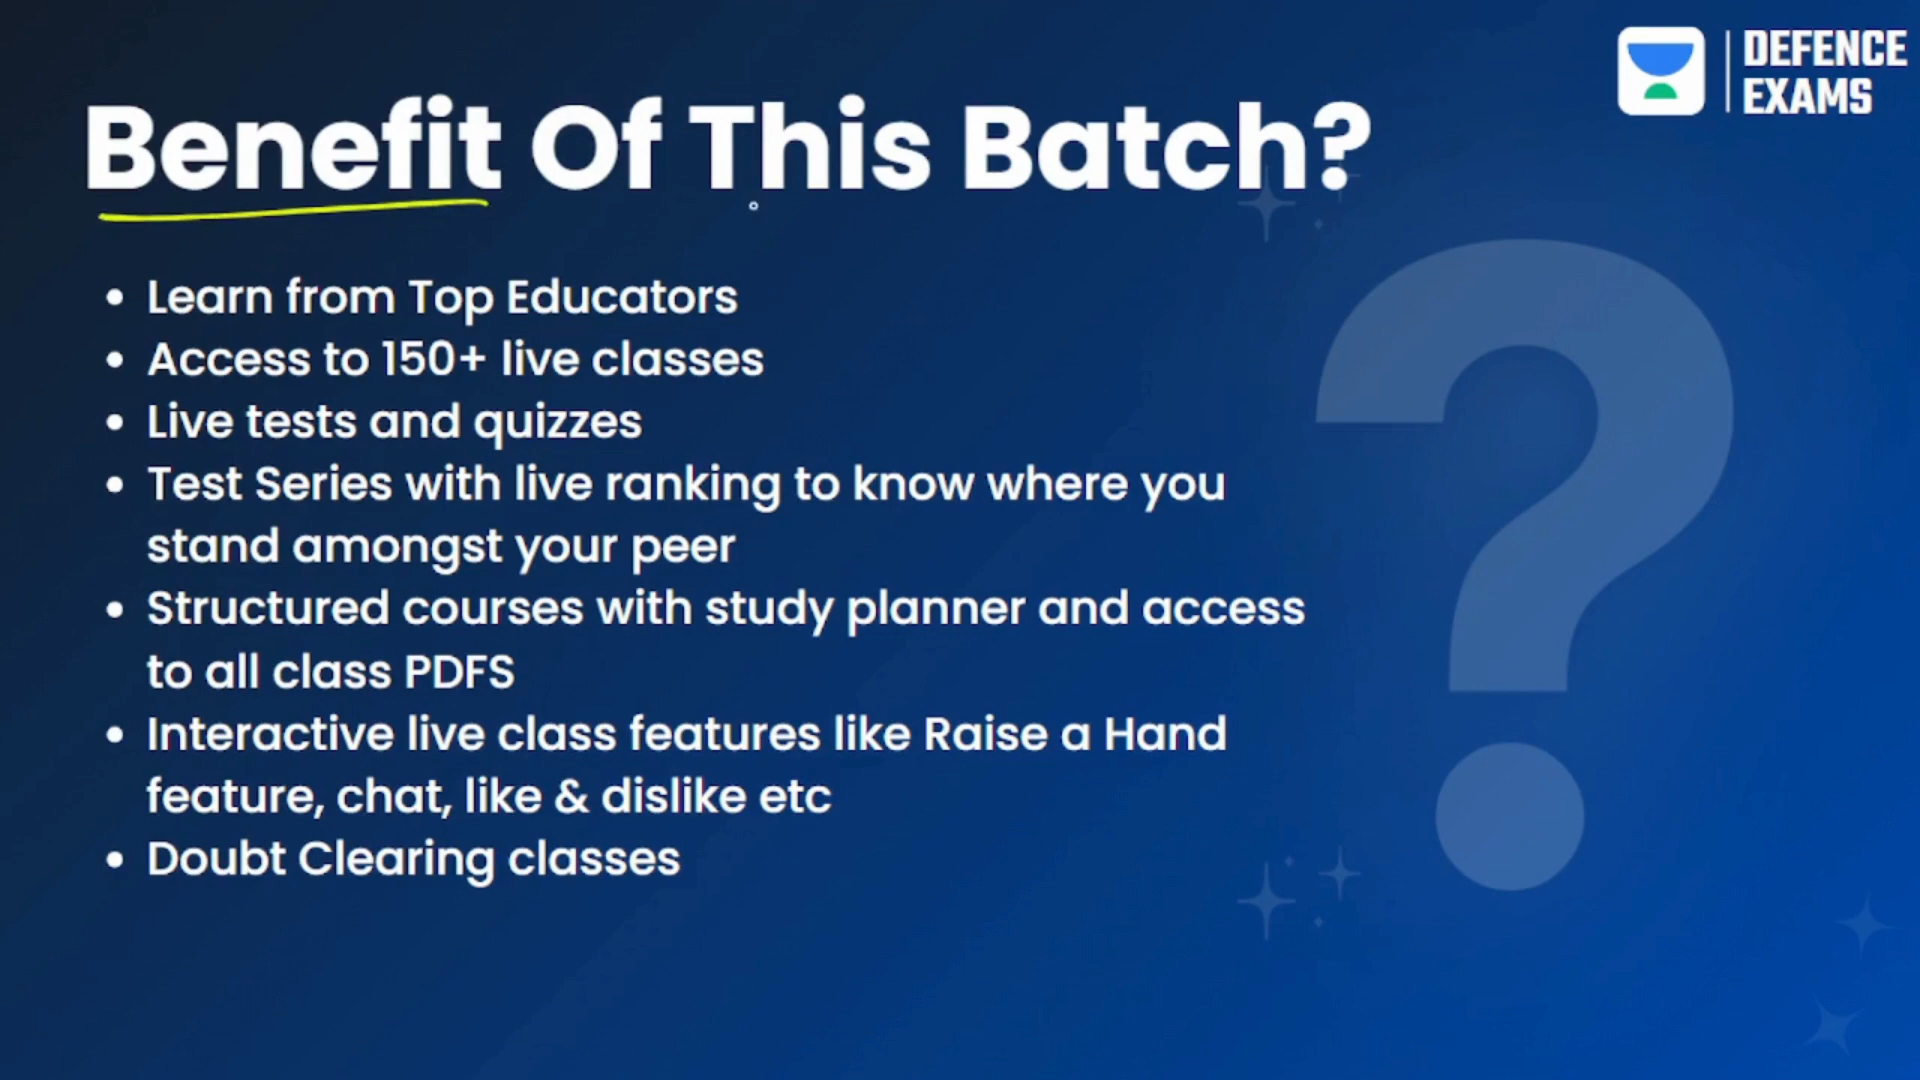 DEFENCE
EXAMS
Benefit Of This Batch?
• Learn from Top Educators
• Access to 150+ live classes
• Live tests and quizzes
• Test Series with live ranking to know where you
stand amongst your peer
• Structured courses with study planner and access
to all class PDFS
• Interactive live class features like Raise a Hand
feature, chat, like & dislike etc
• Doubt Clearing classes